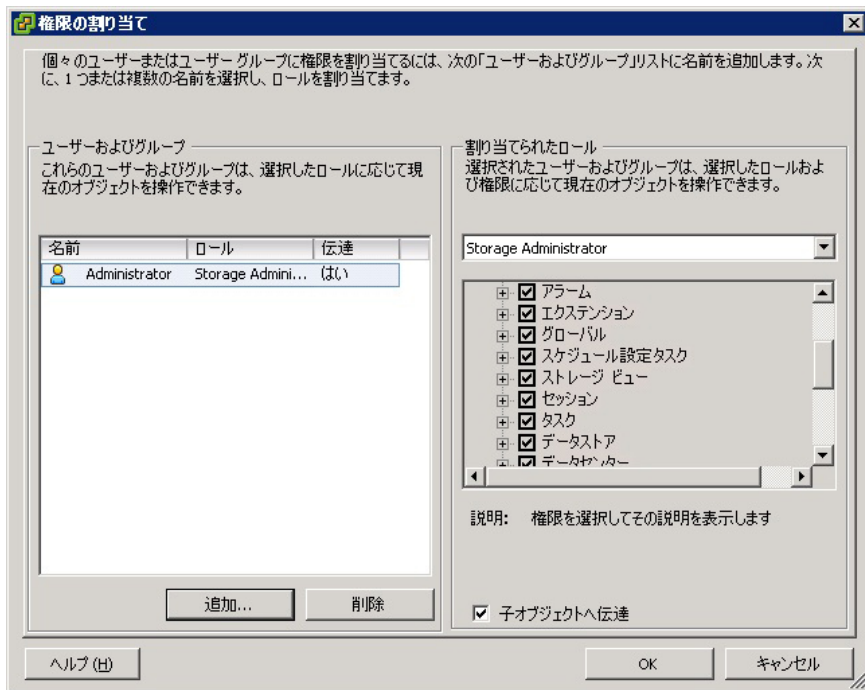 権限の割り当て
個々のユーザーまたはユーザー グループに権限を割り当てるには、次の「ユーザーおよびグループ」リストに名前を追加します。次
に、1 つまたは複数の名前を選択し、ロールを割り当てます。
ユーザーおよびグループ
これらのユーザーおよびグループは、選択したロールに応じて現
在のオブジェクトを操作できます。
名前 ロール 伝達
Administrator Storage Admini... はい
追加... 削除
割り当てられたロール
選択されたユーザーおよびグループは、選択したロールおよ
び権限に応じて現在のオブジェクトを操作できます。
Storage Administrator
アラーム
エクステンション
グローバル
スケジュール設定タスク
ストレージ ビュー
セッション
タスク
データストア
データセンター
説明: 権限を選択してその説明を表示します
子オブジェクトへ伝達
ヘルプ(H) OK キャンセル